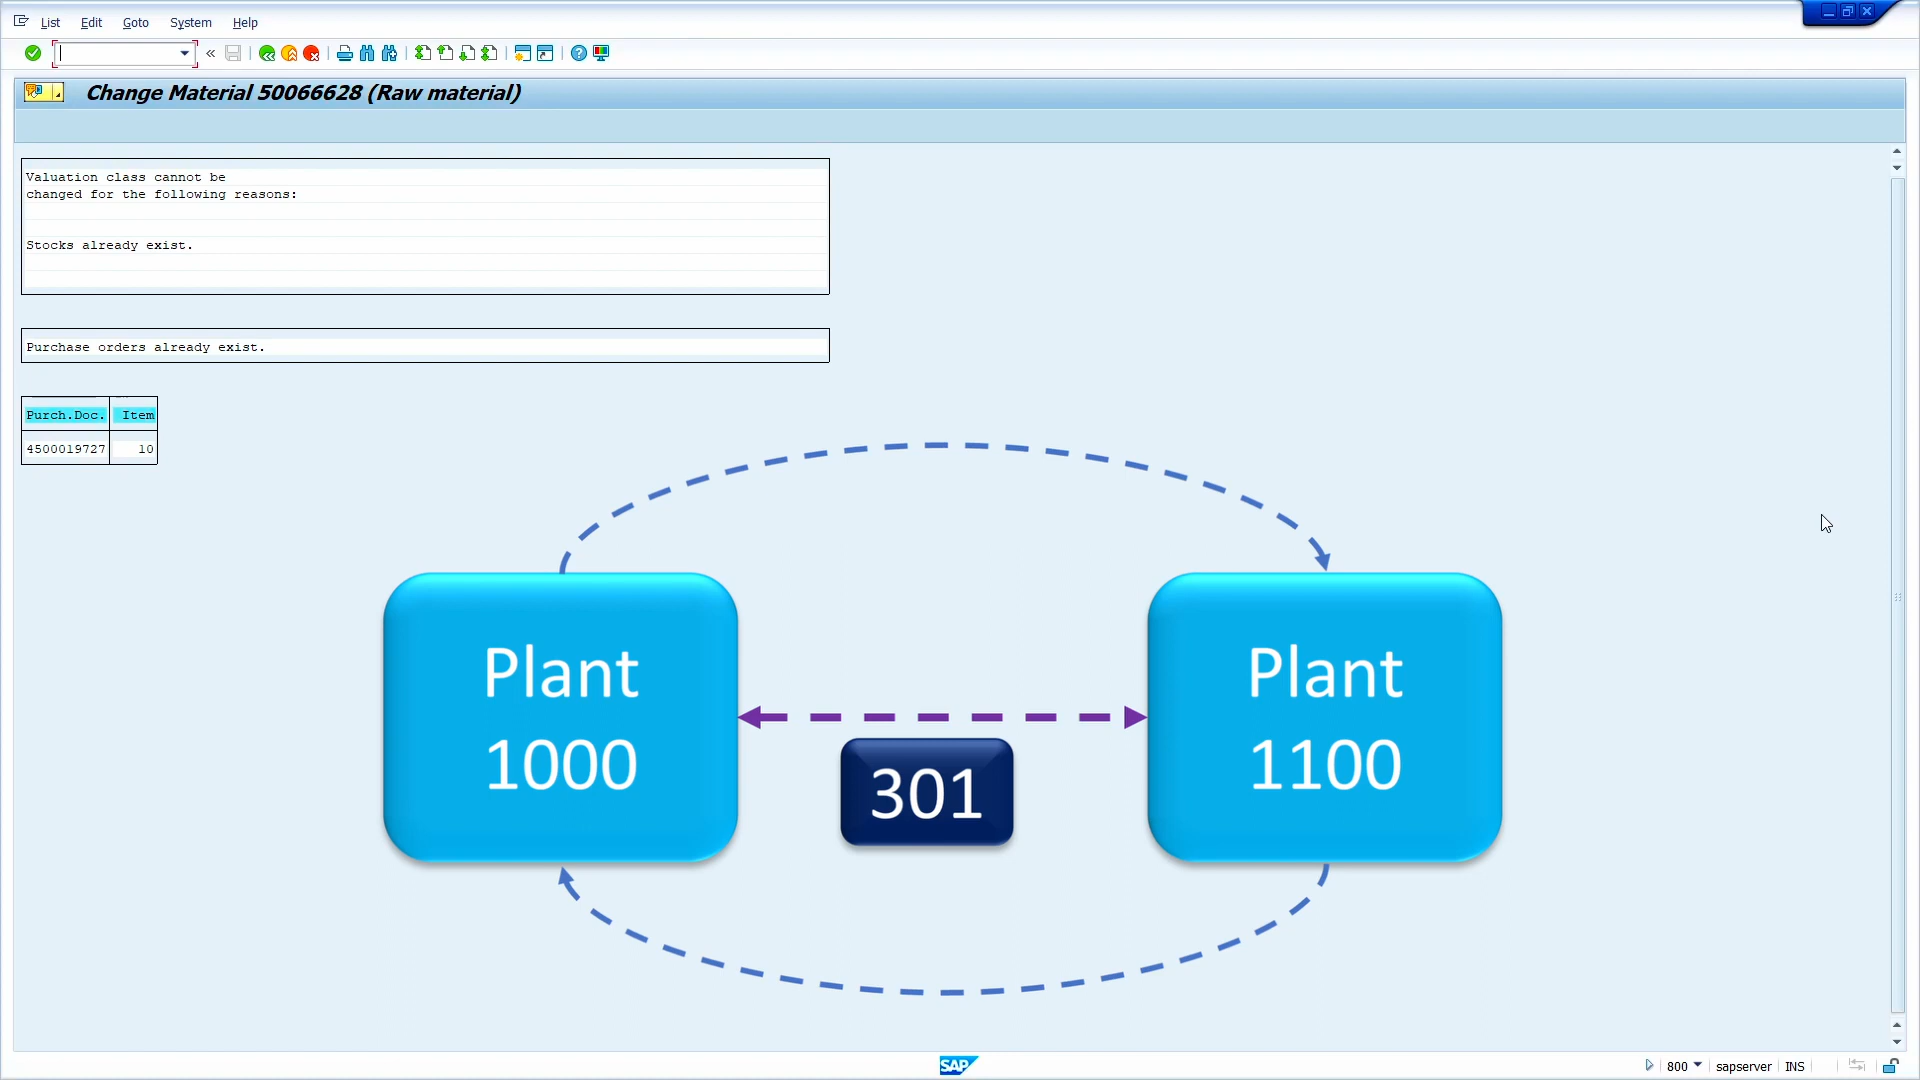 List Edit Goto System Help
Change Material 50066628 (Raw material)
Valuation class cannot be
changed for the following reasons:
Stocks already exist.
Purchase orders already exist.
Purch.Doc. Item
4500019727 10
Plant
1000
301
Plant
1100
SAP
800 sapserver INS